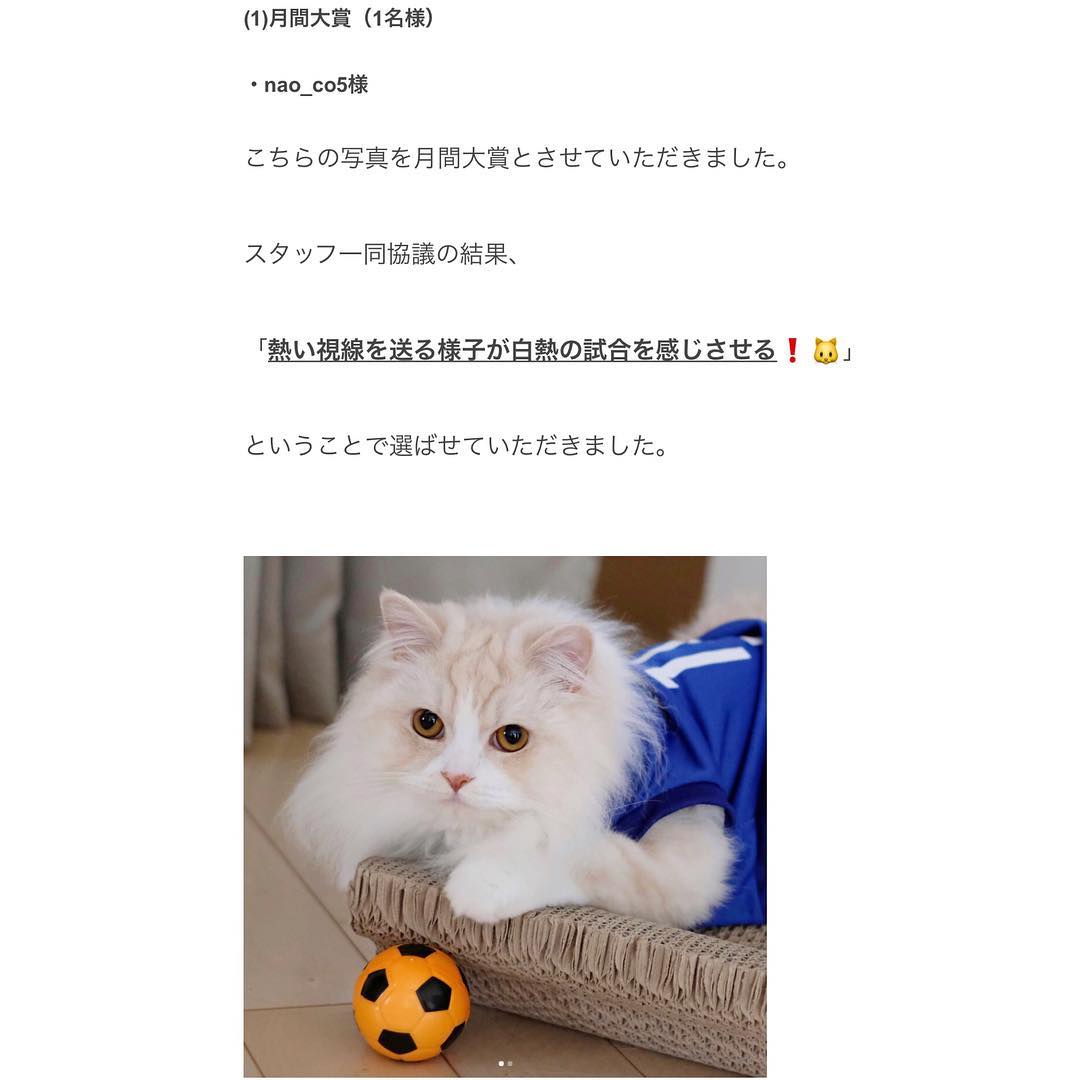 (1)月間大賞（1名様）
・nao_co5様
こちらの写真を月間大賞とさせていただきました。
スタッフ一同協議の結果、
「熱い視線を送る様子が白熱の試合を感じさせる❗🐱」
ということで選ばせていただきました。